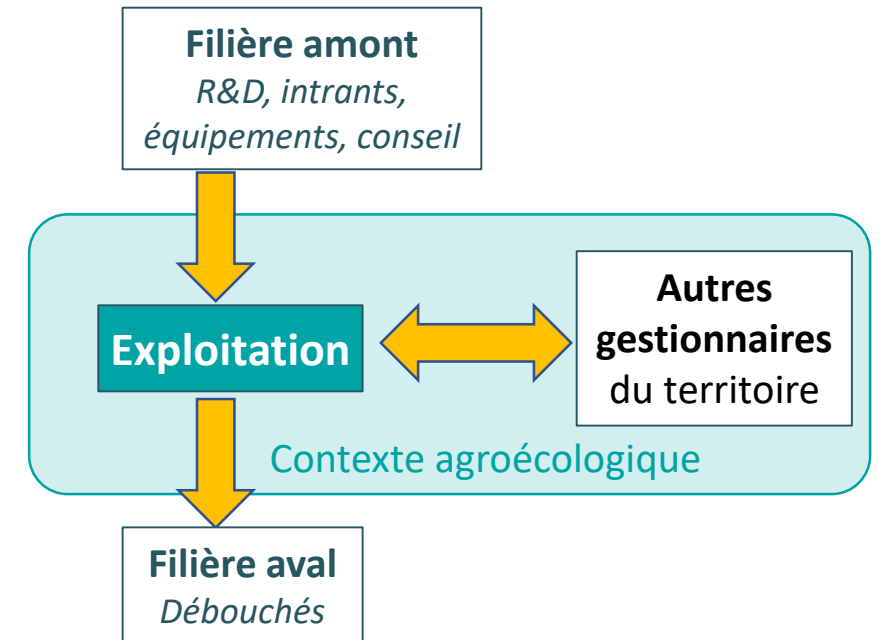 Filière amont
R&D, intrants,
équipements, conseil
Exploitation
Autres
gestionnaires
du territoire
Contexte agroécologique
Filière aval
Débouchés